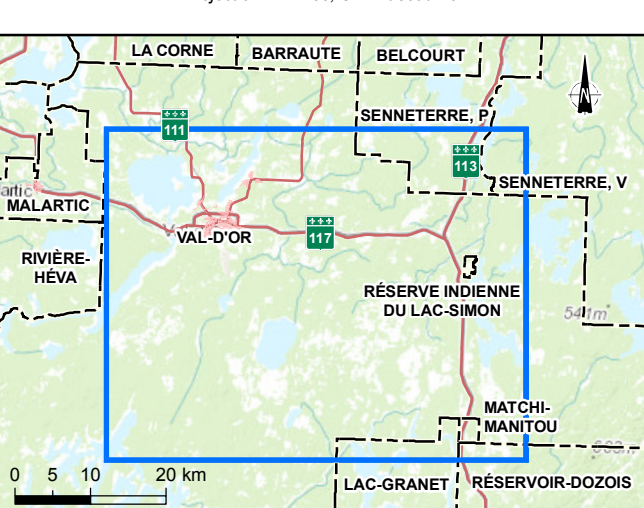 LA CORNE
BARRAUTE
BELCOURT
N
111
SENNETERRE, P
113
SENNETERRE, V
artic
MALARTIC
VAL-D'OR
117
RIVIÈRE-
HÉVA
RÉSERVE INDIENNE
DU LAC-SIMON
541m
MATCHI-
MANITOU
0 5 10 20 km
LAC-GRANET
RÉSERVOIR-DOZOIS